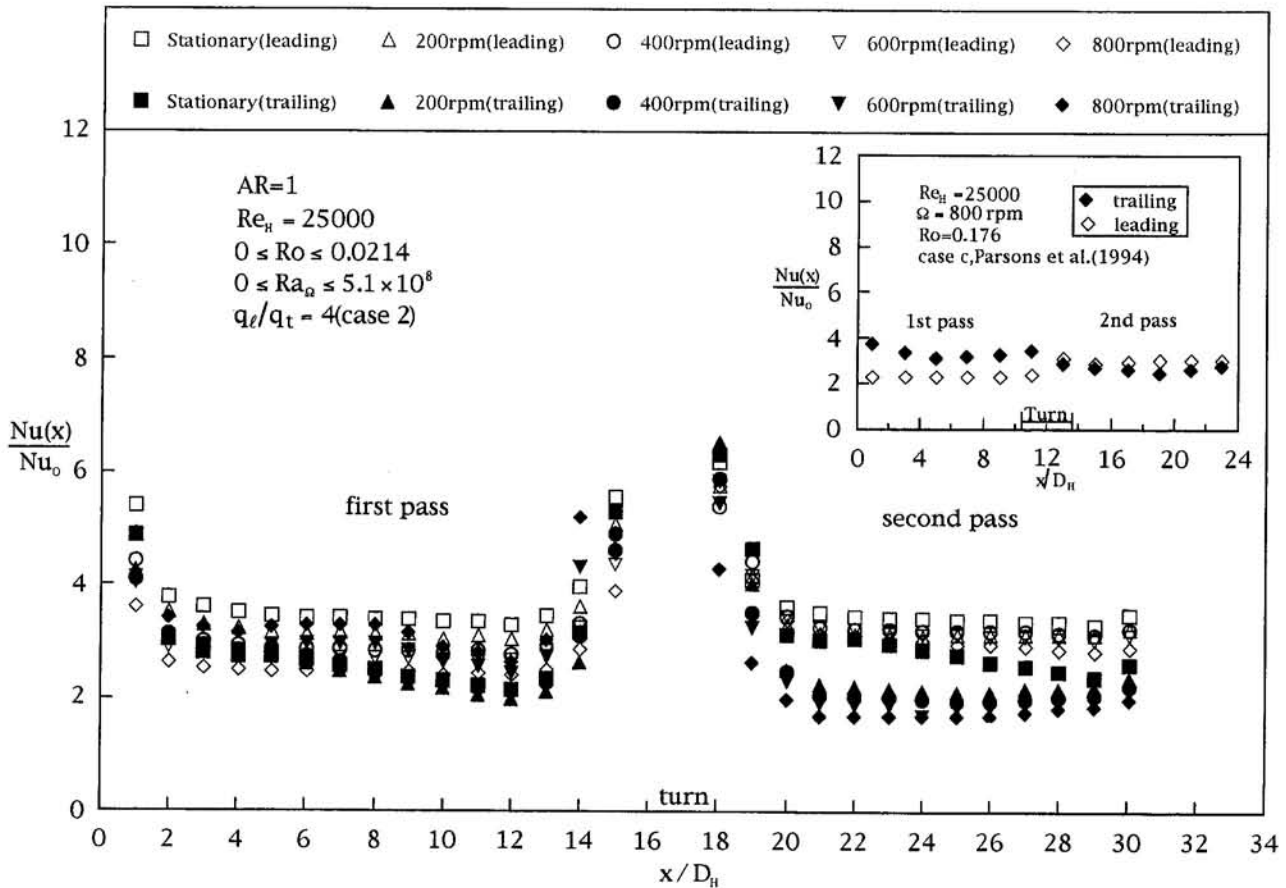 Stationary(leading) 200rpm(leading) 400rpm(leading) 600rpm(leading) 800rpm(leading)
Stationary(trailing) 200rpm(trailing) 400rpm(trailing) 600rpm(trailing) 800rpm(trailing)
12
10
8
6
4
2
0
Nu(x)
Nu₀
AR=1
Re_H = 25000
0 ≤ Ro ≤ 0.0214
0 ≤ Ra_Ω ≤ 5.1×10⁸
q_ℓ/q_t = 4(case 2)
first pass
second pass
turn
0 2 4 6 8 10 12 14 16 18 20 22 24 26 28 30 32 34
x/D_H
12
10
8
6
4
2
0
Nu(x)
Nu₀
Re_H =25000
Ω = 800 rpm
Ro=0.176
case c,Parsons et al.(1994)
trailing
leading
1st pass
2nd pass
Turn
0 4 8 12 16 20 24
x/D_H